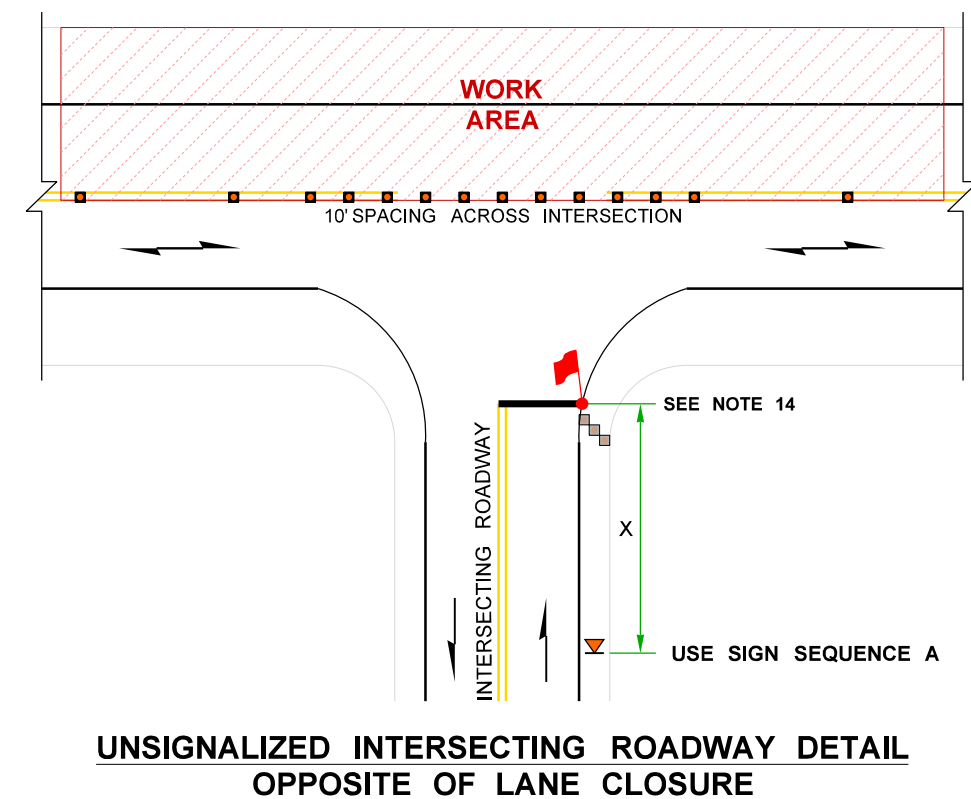 WORK
AREA
10' SPACING ACROSS INTERSECTION
SEE NOTE 14
INTERSECTING ROADWAY
X
USE SIGN SEQUENCE A
UNSIGNALIZED INTERSECTING ROADWAY DETAIL
OPPOSITE OF LANE CLOSURE